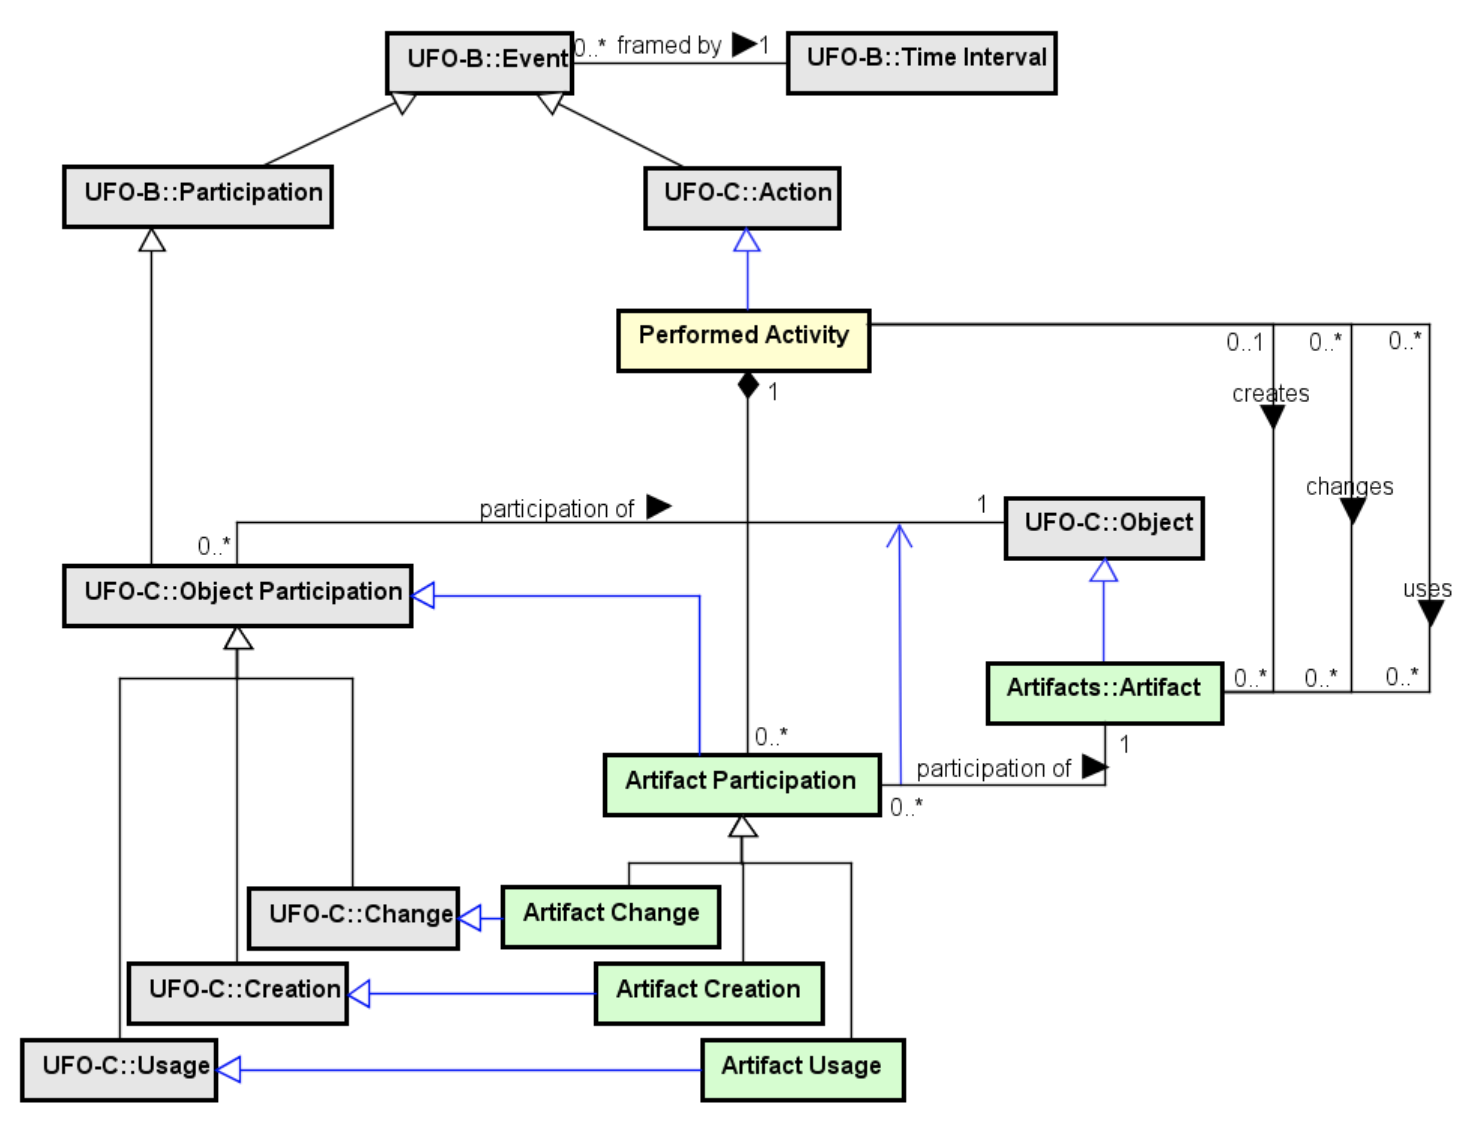 UFO-B::Event
0..* framed by 1
UFO-B::Time Interval
UFO-B::Participation
UFO-C::Action
Performed Activity
0..1
0..*
0..*
1
creates
changes
participation of
1
UFO-C::Object
0..*
UFO-C::Object Participation
uses
Artifacts::Artifact
0..*
0..*
0..*
0..*
1
Artifact Participation
participation of
0..*
UFO-C::Change
Artifact Change
UFO-C::Creation
Artifact Creation
UFO-C::Usage
Artifact Usage